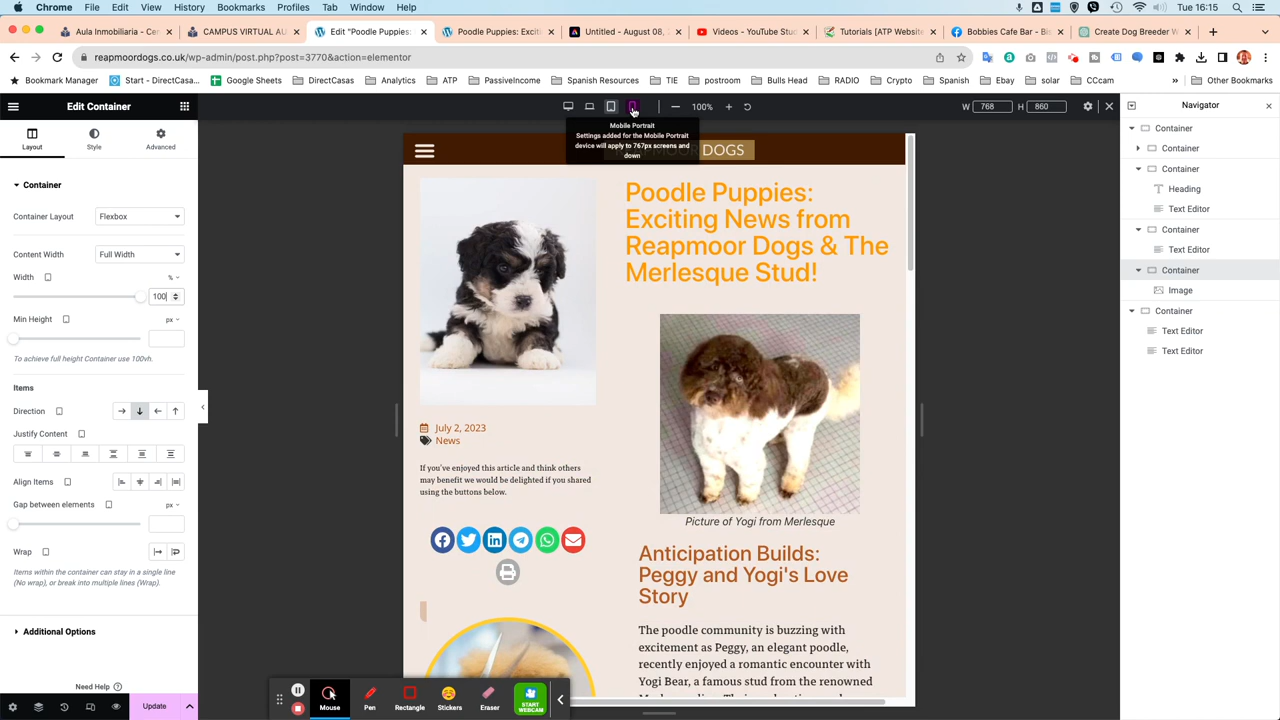 Chrome File Edit View History Bookmarks Profiles Tab Window Help Tue 16:15
Aula Inmobiliaria - Cer
CAMPUS VIRTUAL AU
Edit "Poodle Puppies:
Poodle Puppies: Exciti
Untitled - August 08,
Videos - YouTube Stu
Tutorials [ATP Website
Bobbies Cafe Bar - Bis
Create Dog Breeder W
reapmoordogs.co.uk/wp-admin/post.php?post=3770&action=elementor
Bookmark Manager Start - DirectCasa... Google Sheets DirectCasas Analytics ATP PassiveIncome Spanish Resources TIE postroom Bulls Head RADIO Crypto Spanish Ebay solar CCcam Other Bookmarks
Edit Container
100%
W 768 H 860
Navigator
Layout
Style
Advanced
Container
Container Layout Flexbox
Content Width Full Width
Width %
100
Min Height px
To achieve full height Container use 100vh.
Items
Direction
Justify Content
Align Items
Gap between elements px
Wrap
Items within the container can stay in a single line
(No wrap), or break into multiple lines (Wrap).
Additional Options
Need Help
Update
Mobile Portrait
Settings added for the Mobile Portrait
device will apply to 767px screens and
down
DOGS
Poodle Puppies:
Exciting News from
Reapmoor Dogs & The
Merlesque Stud!
Picture of Yogi from Merlesque
July 2, 2023
News
If you've enjoyed this article and think others
may benefit we would be delighted if you shared
using the buttons below.
Anticipation Builds:
Peggy and Yogi's Love
Story
The poodle community is buzzing with
excitement as Peggy, an elegant poodle,
recently enjoyed a romantic encounter with
Yogi Bear, a famous stud from the renowned
Container
Container
Container
Heading
Text Editor
Container
Text Editor
Container
Image
Container
Text Editor
Text Editor
Mouse
Pen
Rectangle
Stickers
Eraser
START
WEBCAM